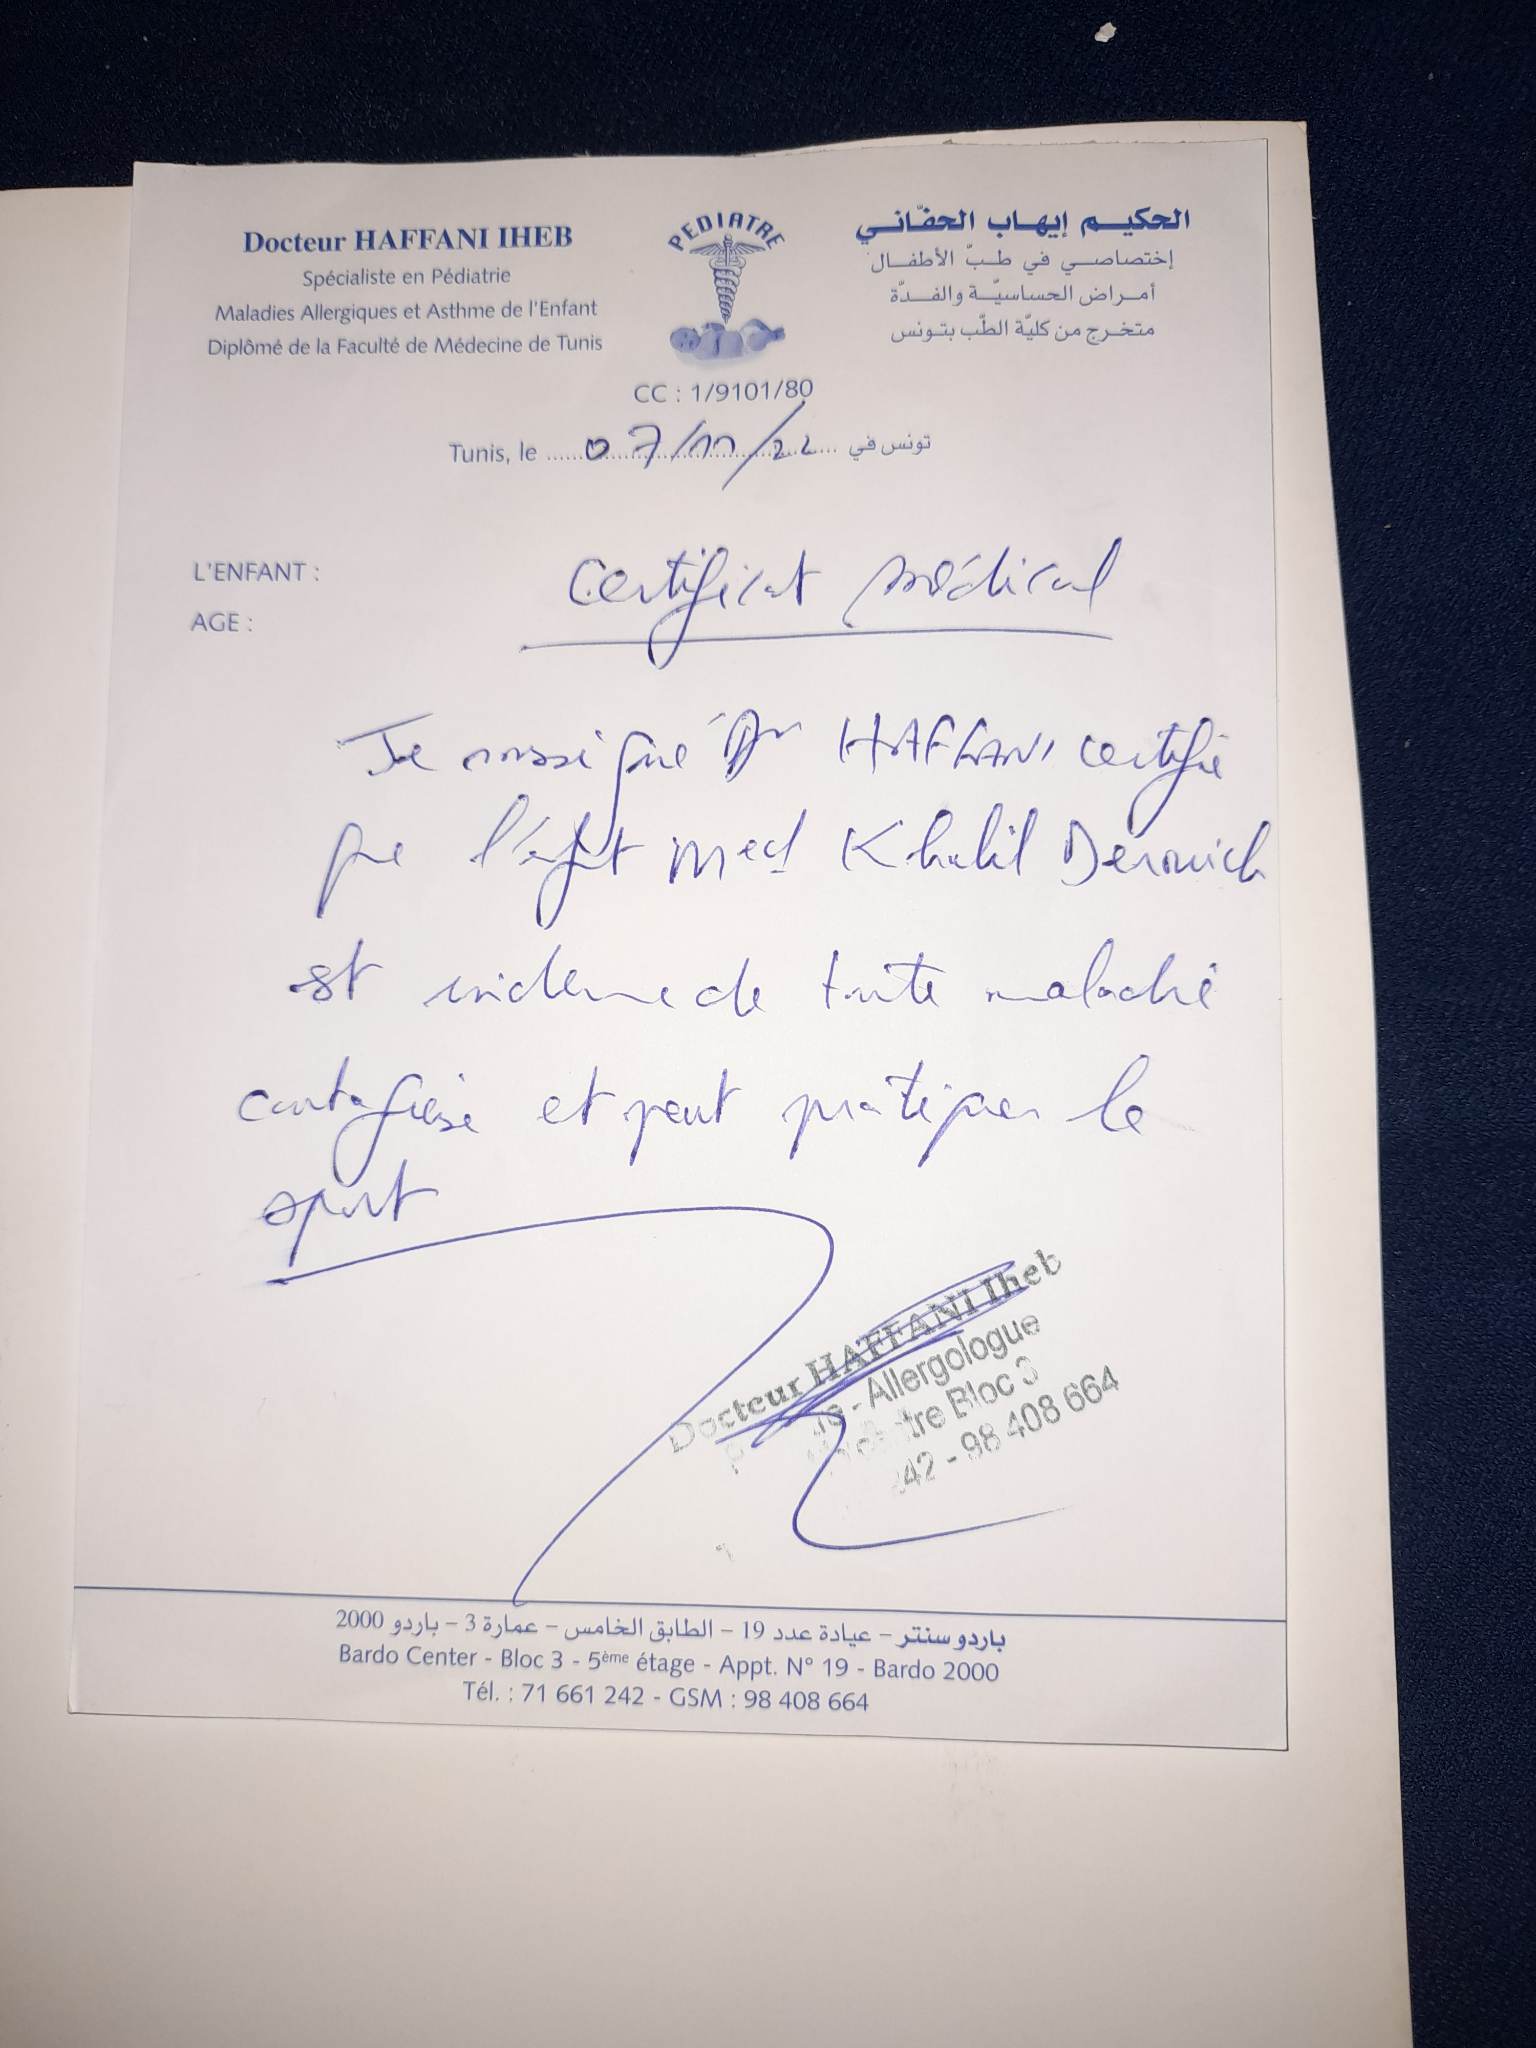 Docteur HAFFANI IHEB
Spécialiste en Pédiatrie
Maladies Allergiques et Asthme de l'Enfant
Diplômé de la Faculté de Médecine de Tunis
PEDIATRE
الحكيم إيهاب الحفّاني
إختصاصي في طبّ الأطفال
أمراض الحساسيّة والفدّة
متخرج من كليّة الطّب بتونس
CC : 1/9101/80
Tunis, le 07/11/22 تونس في
L'ENFANT :
AGE :
Certificat médical
Je soussigné Dr HAFFANI certifie
que l'enfant Med Khalil Derouich
est indemne de toute maladie
contagieuse et peut pratiquer le
sport
Docteur HAFFANI Iheb
- Allergologue
Bloc 3
242 - 98 408 664
باردو سنتر – عيادة عدد 19 – الطابق الخامس – عمارة 3 – باردو 2000
Bardo Center - Bloc 3 - 5ème étage - Appt. N° 19 - Bardo 2000
Tél. : 71 661 242 - GSM : 98 408 664